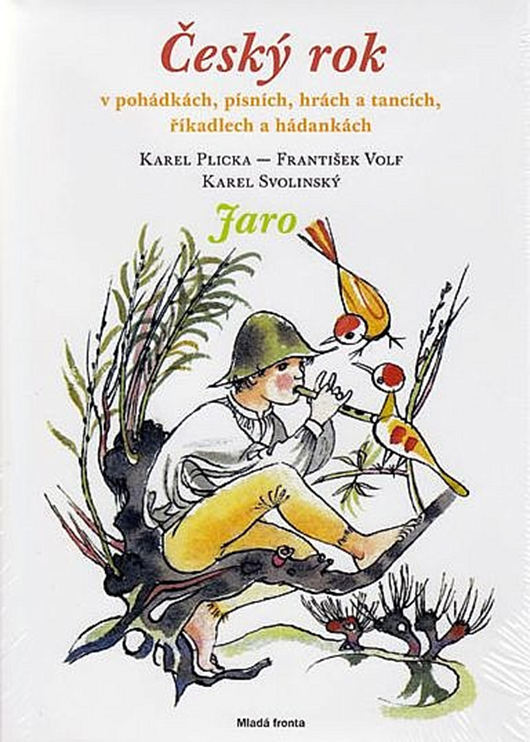 Český rok
v pohádkách, písních, hrách a tancích,
říkadlech a hádankách
Karel Plicka – František Volf
Karel Svolinský
Jaro
Mladá fronta